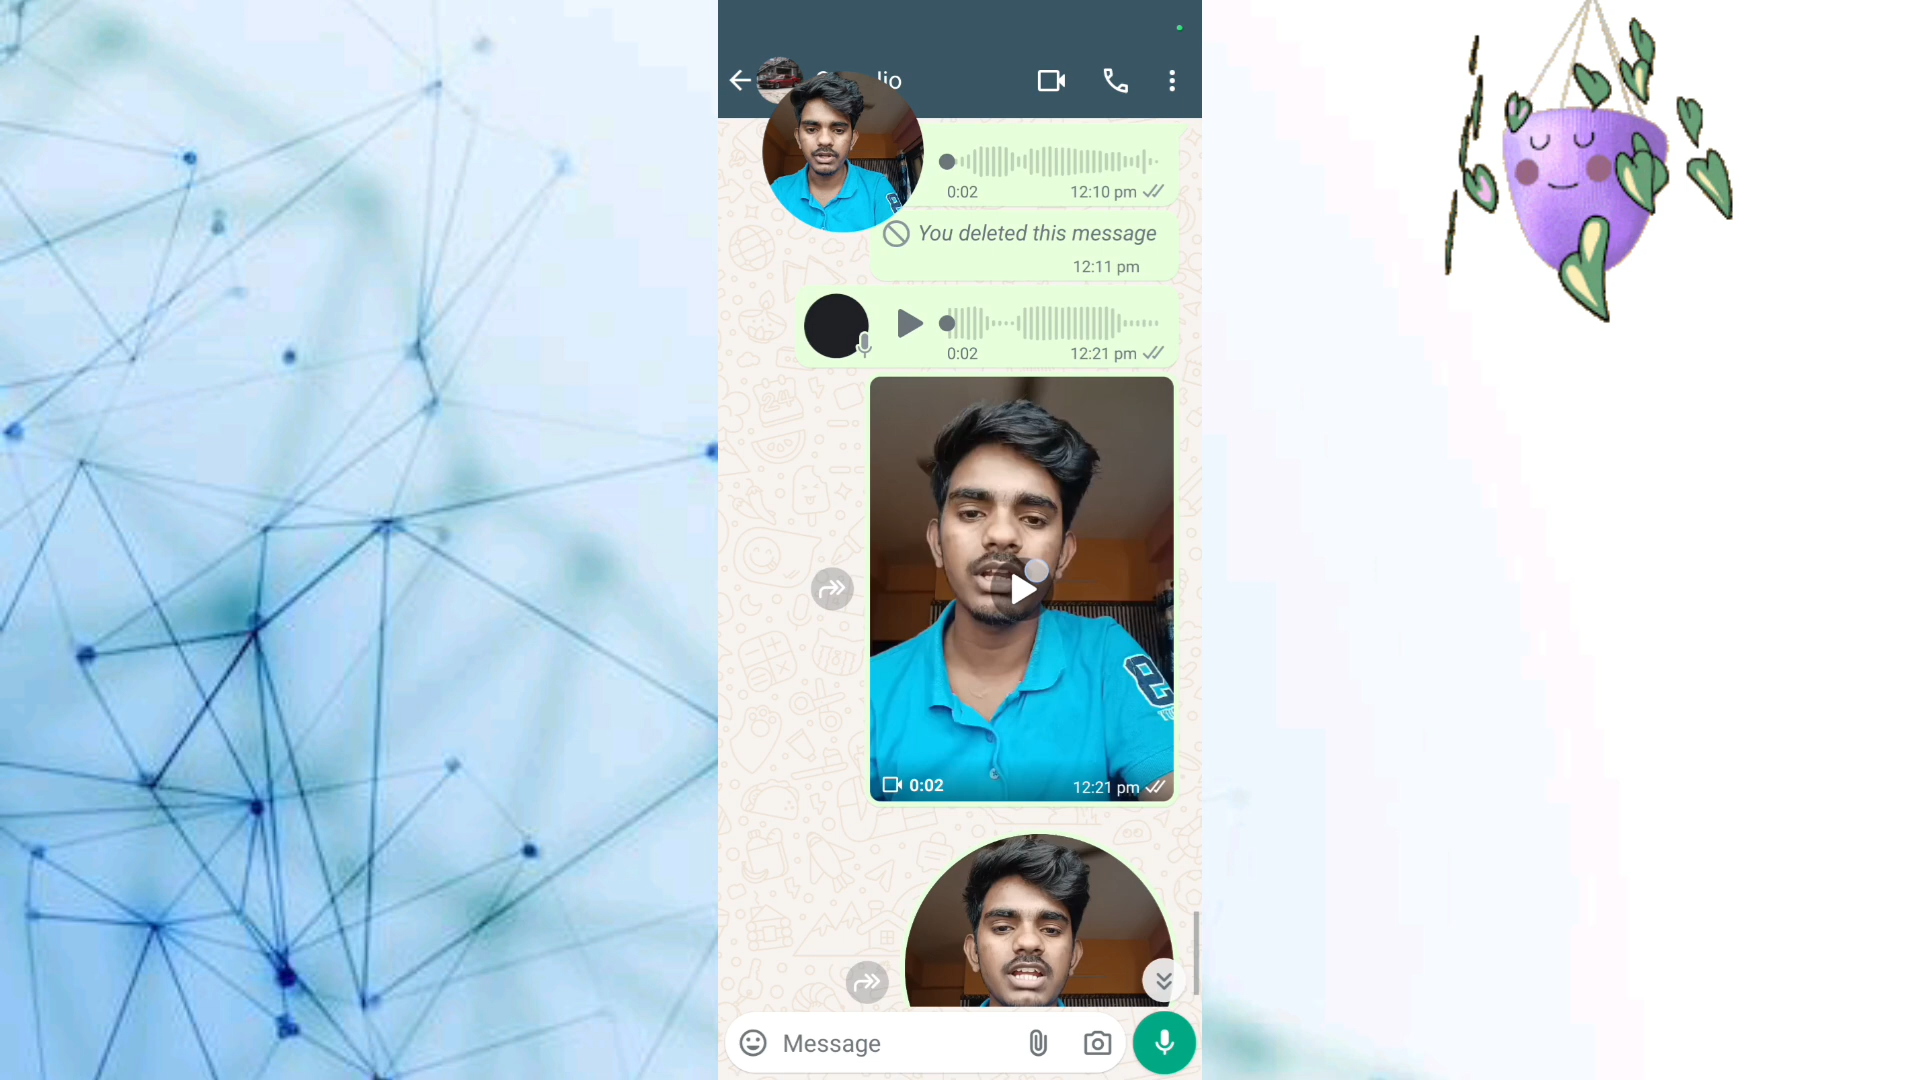 0:02
12:10 pm
You deleted this message
12:11 pm
0:02
12:21 pm
0:02
12:21 pm
Message